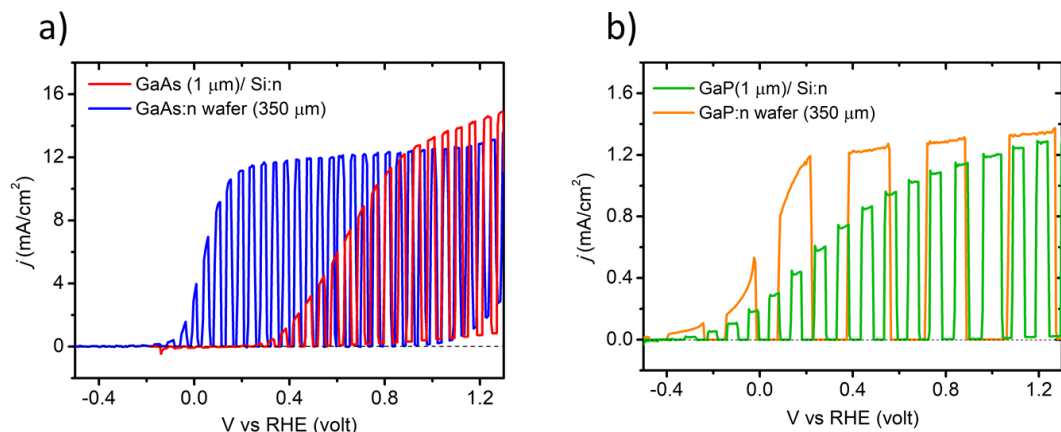 a)
GaAs (1 μm)/ Si:n
GaAs:n wafer (350 μm)
16
12
8
4
0
j (mA/cm²)
-0.4 0.0 0.4 0.8 1.2
V vs RHE (volt)
b)
GaP(1 μm)/ Si:n
GaP:n wafer (350 μm)
1.6
1.2
0.8
0.4
0.0
j (mA/cm²)
-0.4 0.0 0.4 0.8 1.2
V vs RHE (volt)